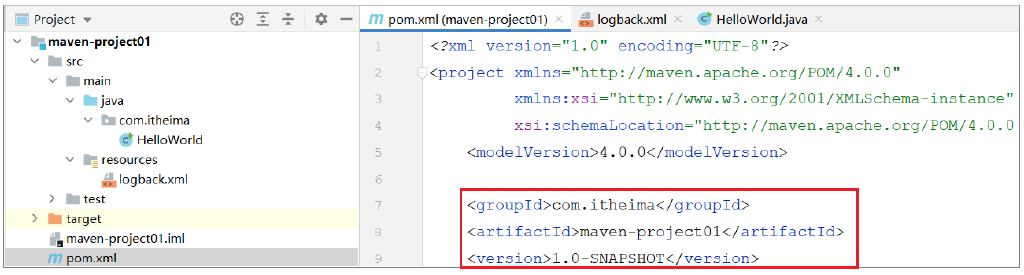 Project
maven-project01
src
main
java
com.itheima
HelloWorld
resources
logback.xml
test
target
maven-project01.iml
pom.xml
pom.xml (maven-project01)
logback.xml
HelloWorld.java
1 <?xml version="1.0" encoding="UTF-8"?>
2 <project xmlns="http://maven.apache.org/POM/4.0.0"
3 xmlns:xsi="http://www.w3.org/2001/XMLSchema-instance"
4 xsi:schemaLocation="http://maven.apache.org/POM/4.0.0
5 <modelVersion>4.0.0</modelVersion>
6
7 <groupId>com.itheima</groupId>
8 <artifactId>maven-project01</artifactId>
9 <version>1.0-SNAPSHOT</version>